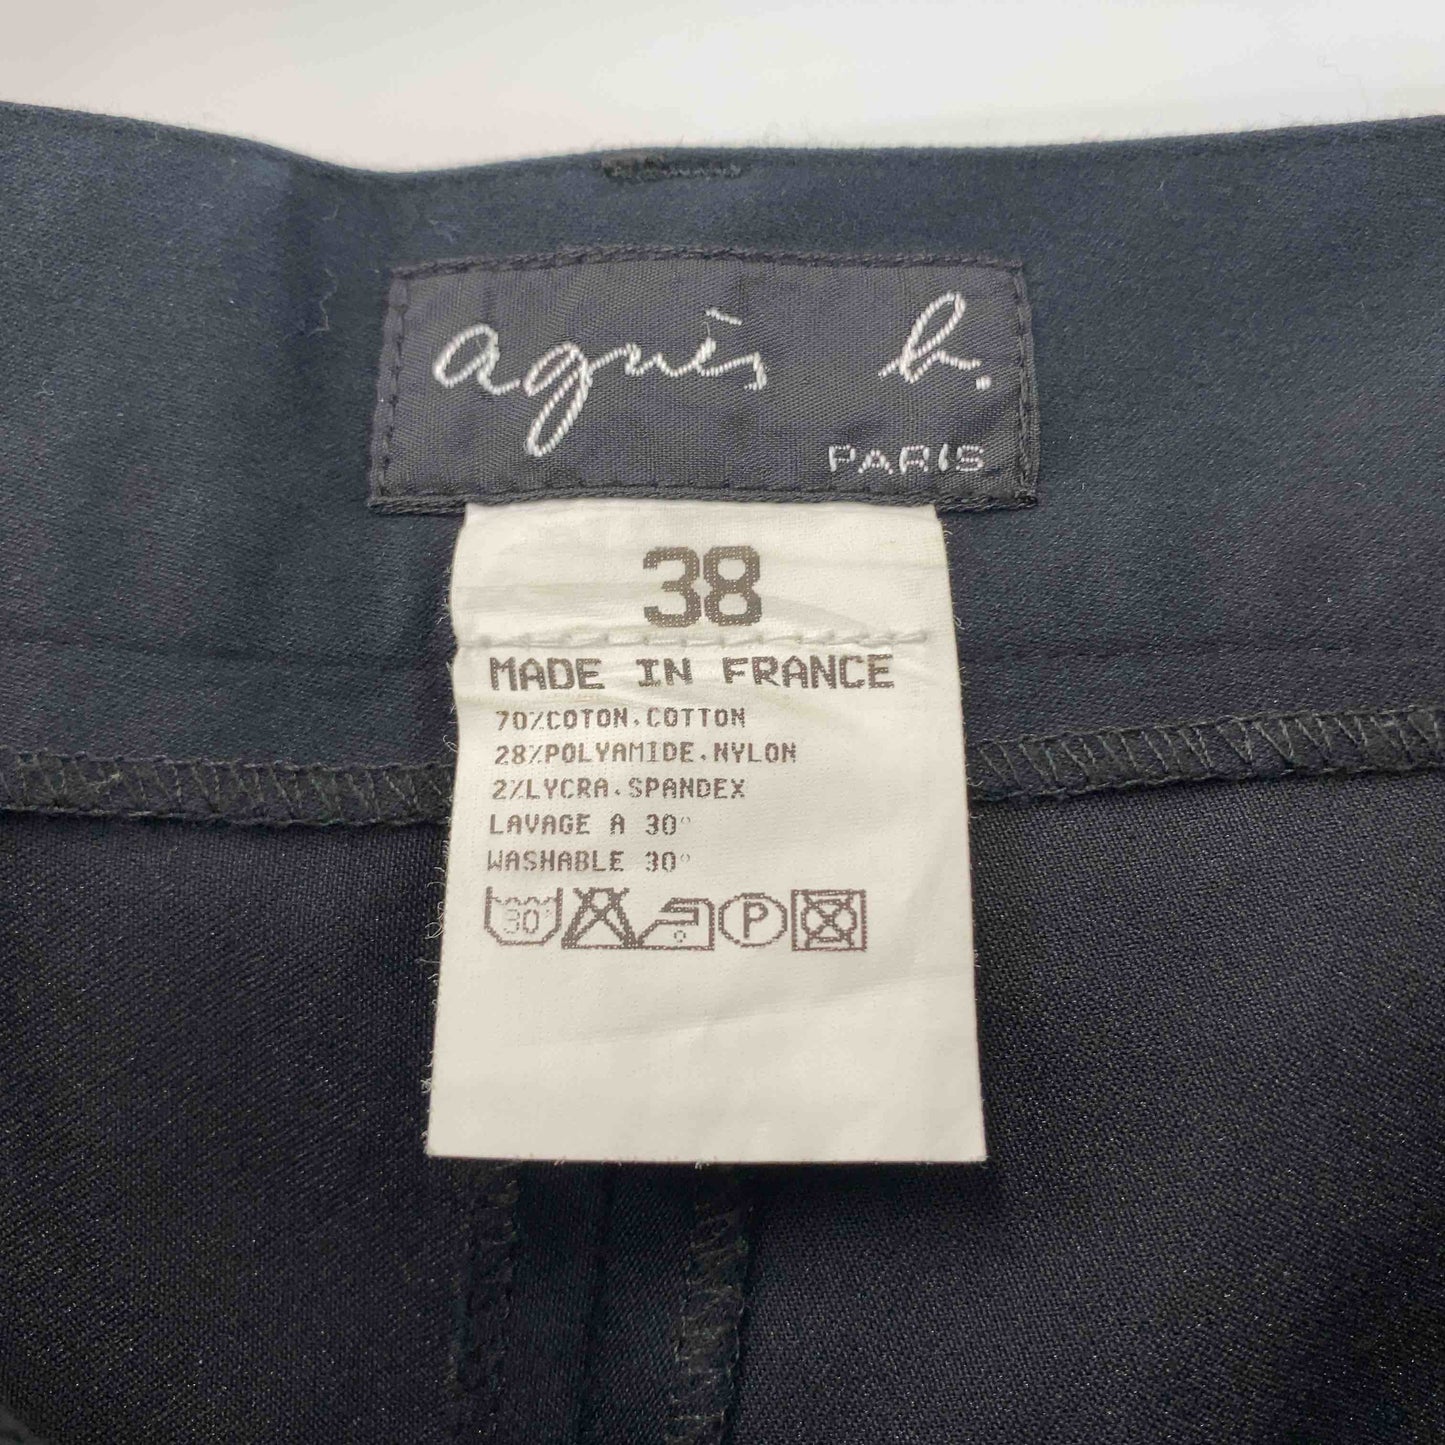 agnès b.
PARIS
38
MADE IN FRANCE
70%COTON.COTTON
28%POLYAMIDE.NYLON
2%LYCRA.SPANDEX
LAVAGE A 30°
WASHABLE 30°
30° P